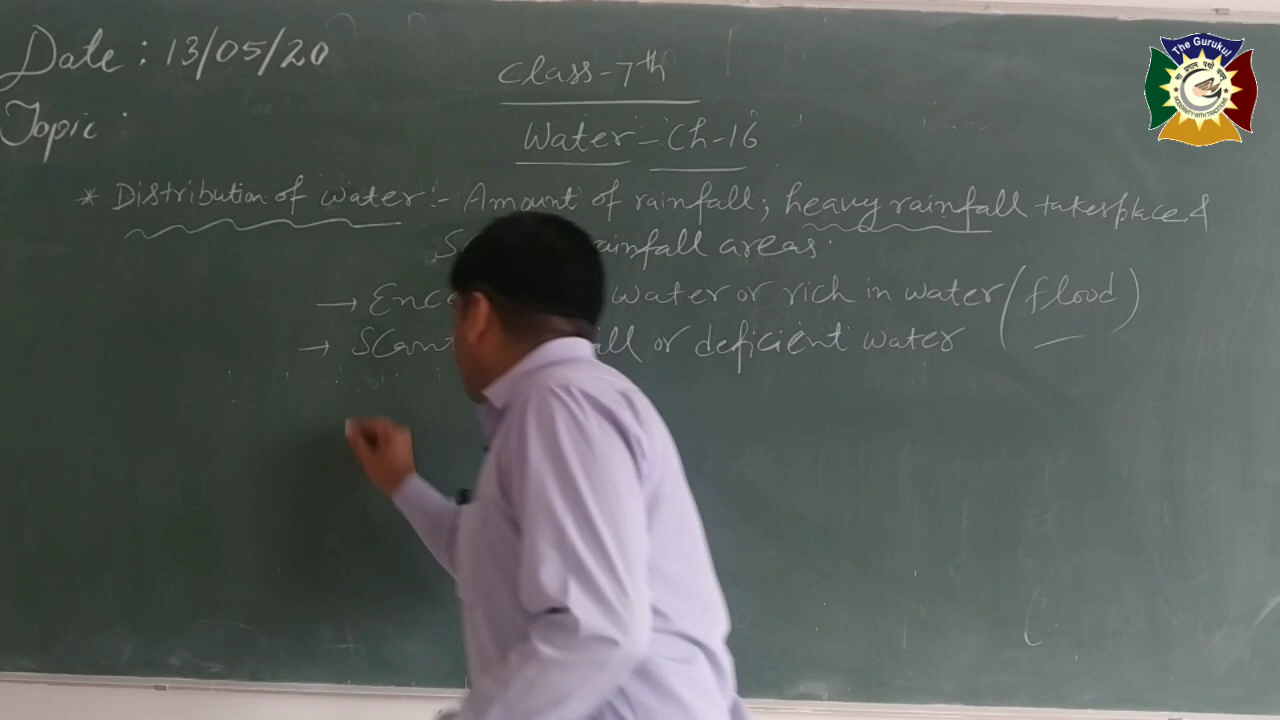 Date : 13/05/20
Class-7th
Topic :
Water - Ch-16
* Distribution of water :- Amount of rainfall; heavy rainfall takes place &
rainfall areas.
→ water or rich in water (flood)
→ or deficient water
The Gurukul